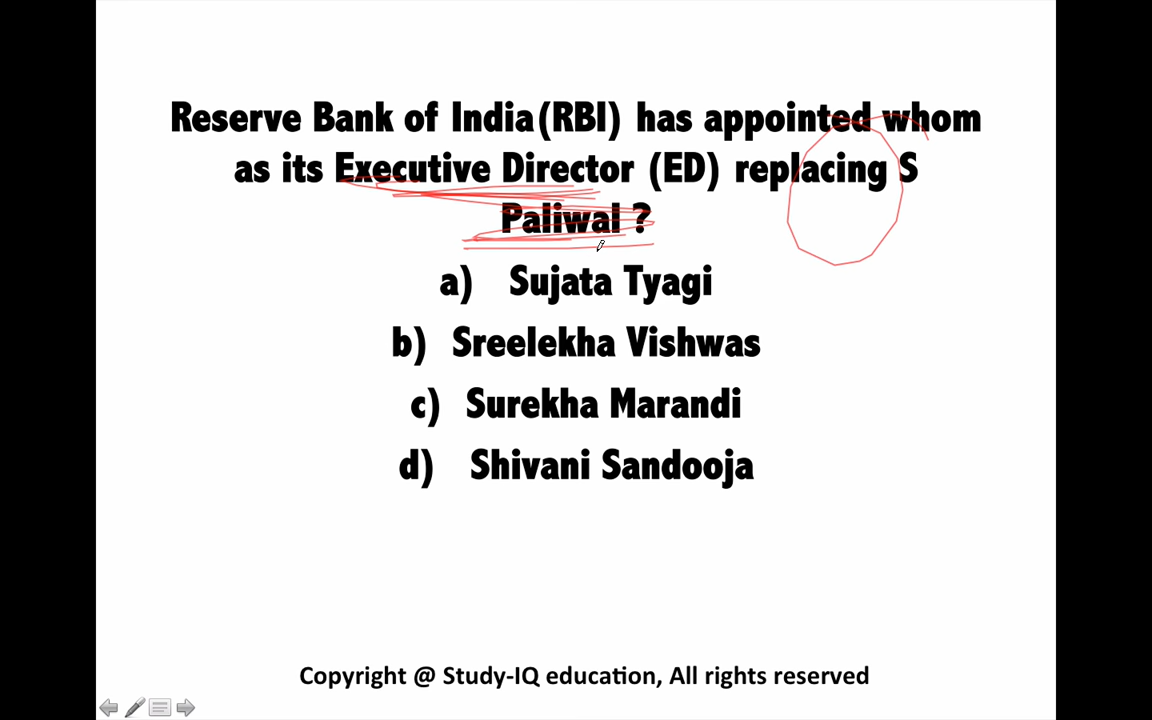 Reserve Bank of India(RBI) has appointed whom
as its Executive Director (ED) replacing S
Paliwal ?
a) Sujata Tyagi
b) Sreelekha Vishwas
c) Surekha Marandi
d) Shivani Sandooja
Copyright @ Study-IQ education, All rights reserved